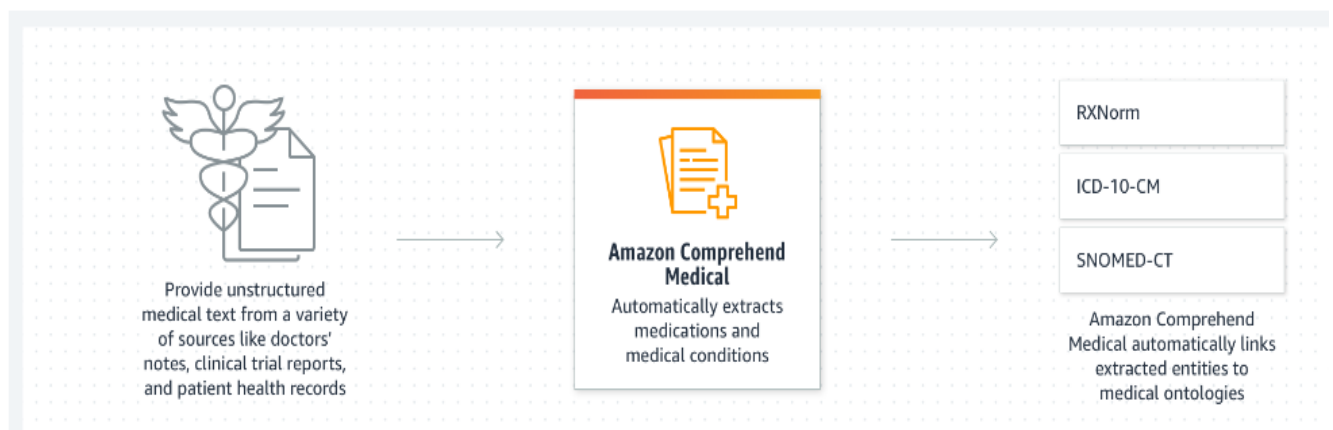 Provide unstructured
medical text from a variety
of sources like doctors'
notes, clinical trial reports,
and patient health records
Amazon Comprehend
Medical
Automatically extracts
medications and
medical conditions
RXNorm
ICD-10-CM
SNOMED-CT
Amazon Comprehend
Medical automatically links
extracted entities to
medical ontologies